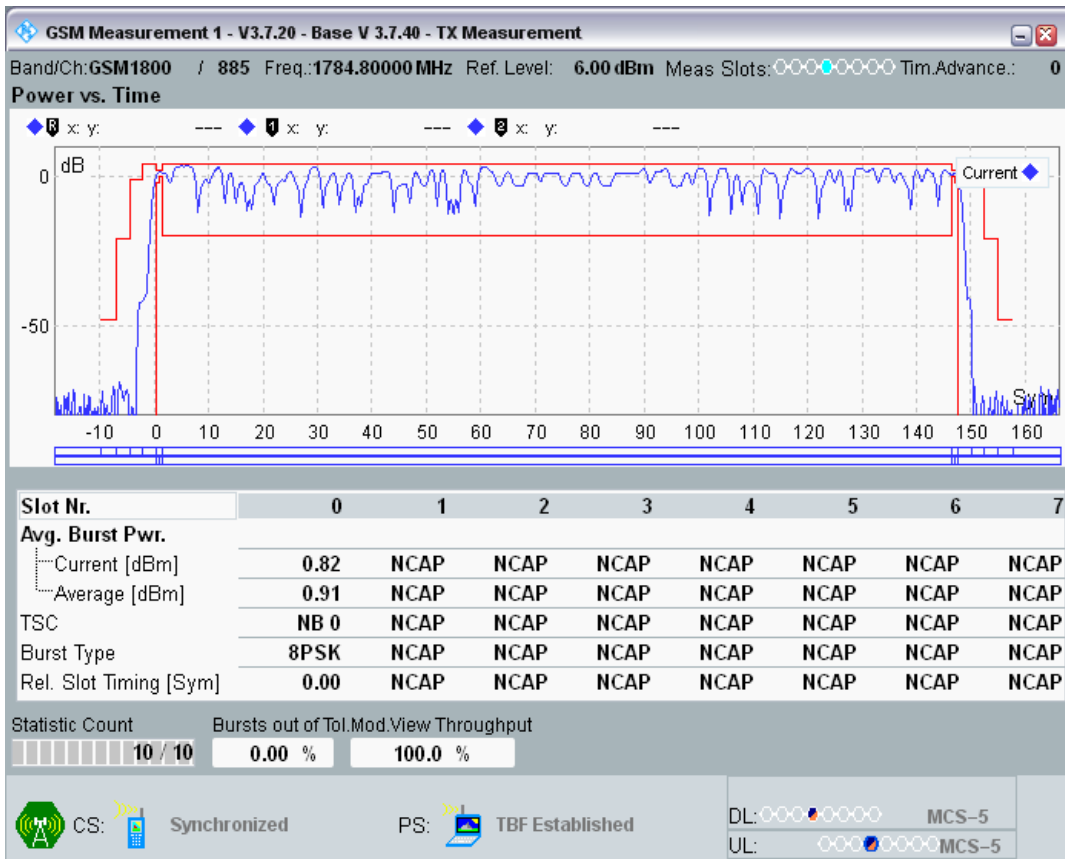 GSM Measurement 1 - V3.7.20 - Base V 3.7.40 - TX Measurement
Band/Ch:GSM1800 / 885 Freq.:1784.80000 MHz Ref. Level: 6.00 dBm Meas Slots: Tim.Advance.: 0
Power vs. Time
R x: y: --- 1 x: y: --- 2 x: y: ---
dB
0
Current
-50
Sym
-10 0 10 20 30 40 50 60 70 80 90 100 110 120 130 140 150 160
Slot Nr. 0 1 2 3 4 5 6 7
Avg. Burst Pwr.
Current [dBm] 0.82 NCAP NCAP NCAP NCAP NCAP NCAP NCAP
Average [dBm] 0.91 NCAP NCAP NCAP NCAP NCAP NCAP NCAP
TSC NB 0 NCAP NCAP NCAP NCAP NCAP NCAP NCAP
Burst Type 8PSK NCAP NCAP NCAP NCAP NCAP NCAP NCAP
Rel. Slot Timing [Sym] 0.00 NCAP NCAP NCAP NCAP NCAP NCAP NCAP
Statistic Count Bursts out of Tol.Mod.View Throughput
10 / 10 0.00 % 100.0 %
CS: Synchronized PS: TBF Established
DL: MCS-5
UL: MCS-5